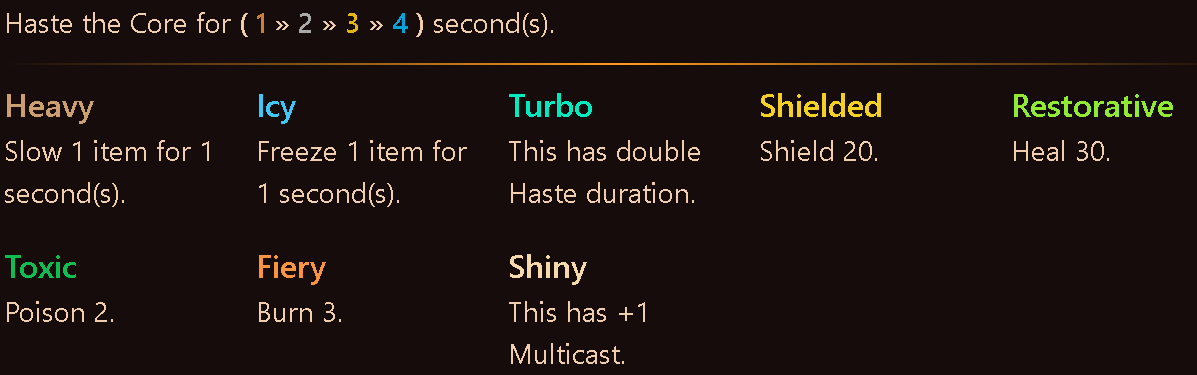 Haste the Core for ( 1 » 2 » 3 » 4 ) second(s).
Heavy
Slow 1 item for 1
second(s).
Icy
Freeze 1 item for
1 second(s).
Turbo
This has double
Haste duration.
Shielded
Shield 20.
Restorative
Heal 30.
Toxic
Poison 2.
Fiery
Burn 3.
Shiny
This has +1
Multicast.